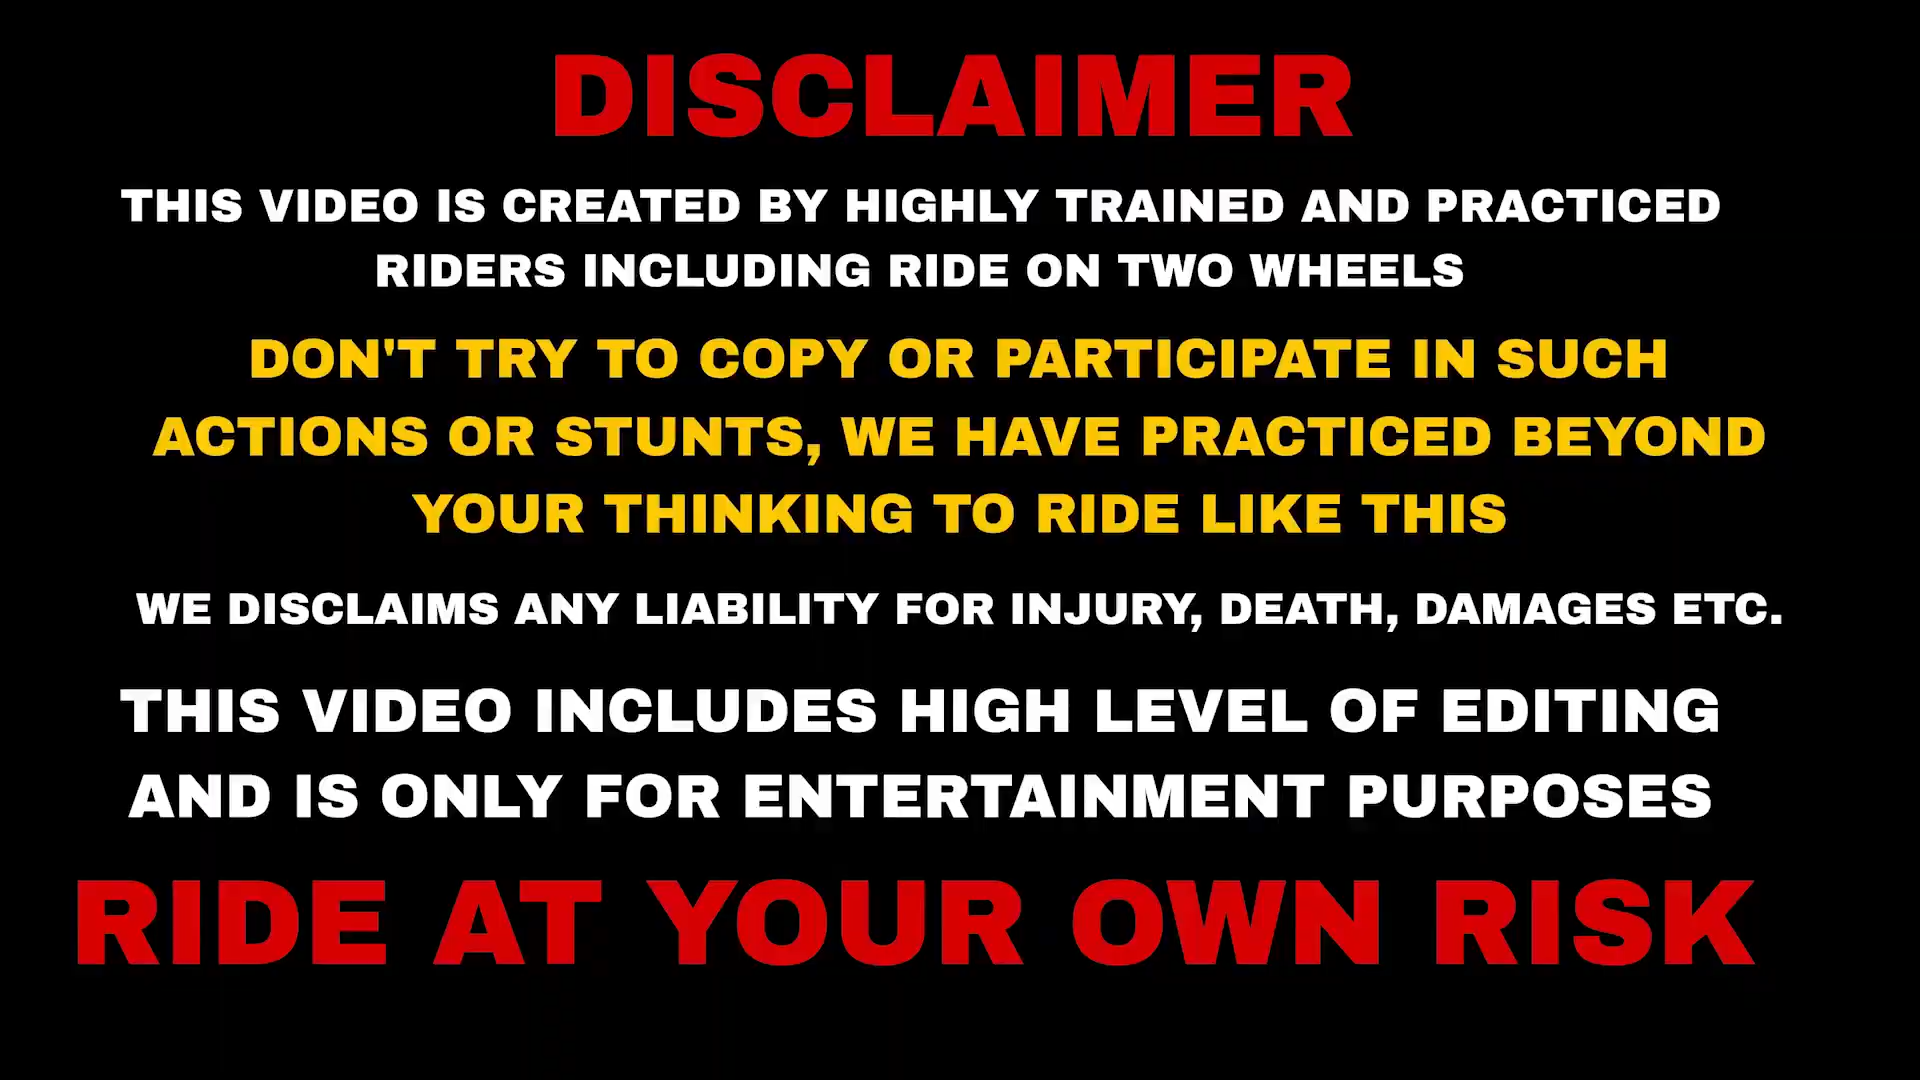 DISCLAIMER
THIS VIDEO IS CREATED BY HIGHLY TRAINED AND PRACTICED
RIDERS INCLUDING RIDE ON TWO WHEELS
DON'T TRY TO COPY OR PARTICIPATE IN SUCH
ACTIONS OR STUNTS, WE HAVE PRACTICED BEYOND
YOUR THINKING TO RIDE LIKE THIS
WE DISCLAIMS ANY LIABILITY FOR INJURY, DEATH, DAMAGES ETC.
THIS VIDEO INCLUDES HIGH LEVEL OF EDITING
AND IS ONLY FOR ENTERTAINMENT PURPOSES
RIDE AT YOUR OWN RISK